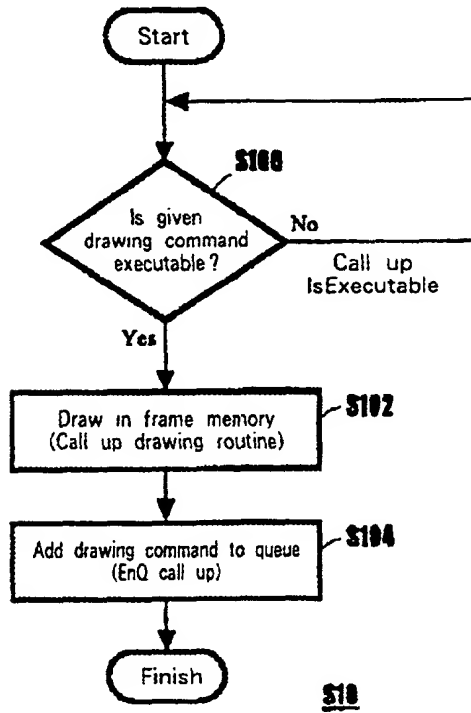 Start
S100
Is given
drawing command
executable?
No
Call up
IsExecutable
Yes
Draw in frame memory
(Call up drawing routine)
S102
Add drawing command to queue
(EnQ call up)
S104
Finish
S10